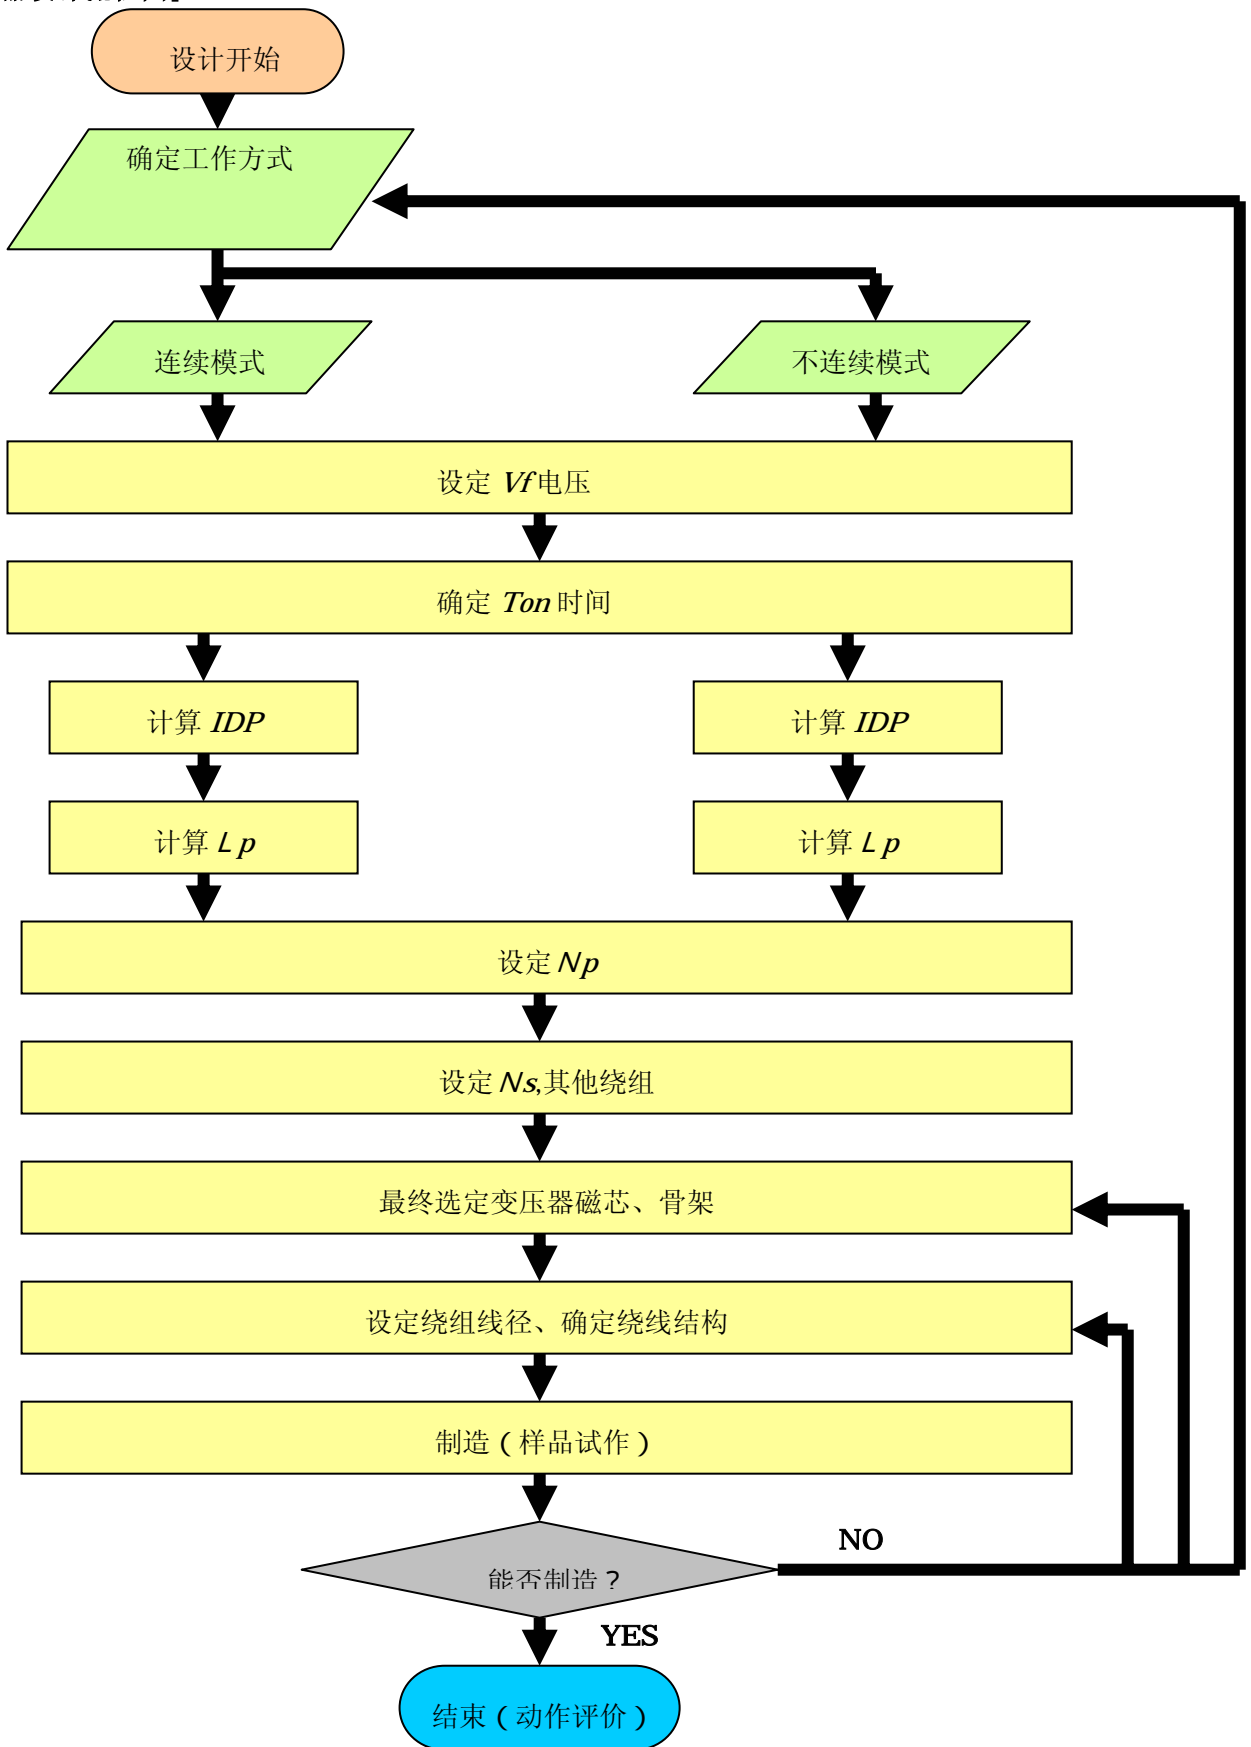 设计开始
确定工作方式
连续模式
不连续模式
设定 Vf 电压
确定 Ton 时间
计算 IDP
计算 IDP
计算 Lp
计算 Lp
设定 Np
设定 Ns,其他绕组
最终选定变压器磁芯、骨架
设定绕组线径、确定绕线结构
制造(样品试作)
NO
能否制造?
YES
结束(动作评价)